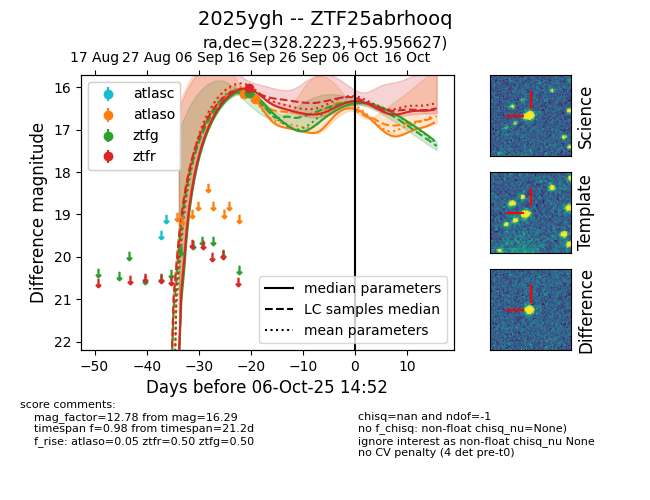 2025ygh -- ZTF25abrhooq
ra,dec=(328.2223,+65.956627)
17 Aug 27 Aug 06 Sep 16 Sep 26 Sep 06 Oct 16 Oct
atlasc
atlaso
ztfg
ztfr
16
17
18
19
20
21
22
Difference magnitude
median parameters
LC samples median
mean parameters
−50 −40 −30 −20 −10 0 10
Days before 06-Oct-25 14:52
Science
Template
Difference
score comments:
mag_factor=12.78 from mag=16.29
timespan f=0.98 from timespan=21.2d
f_rise: atlaso=0.05 ztfr=0.50 ztfg=0.50
chisq=nan and ndof=-1
no f_chisq: non-float chisq_nu=None)
ignore interest as non-float chisq_nu None
no CV penalty (4 det pre-t0)